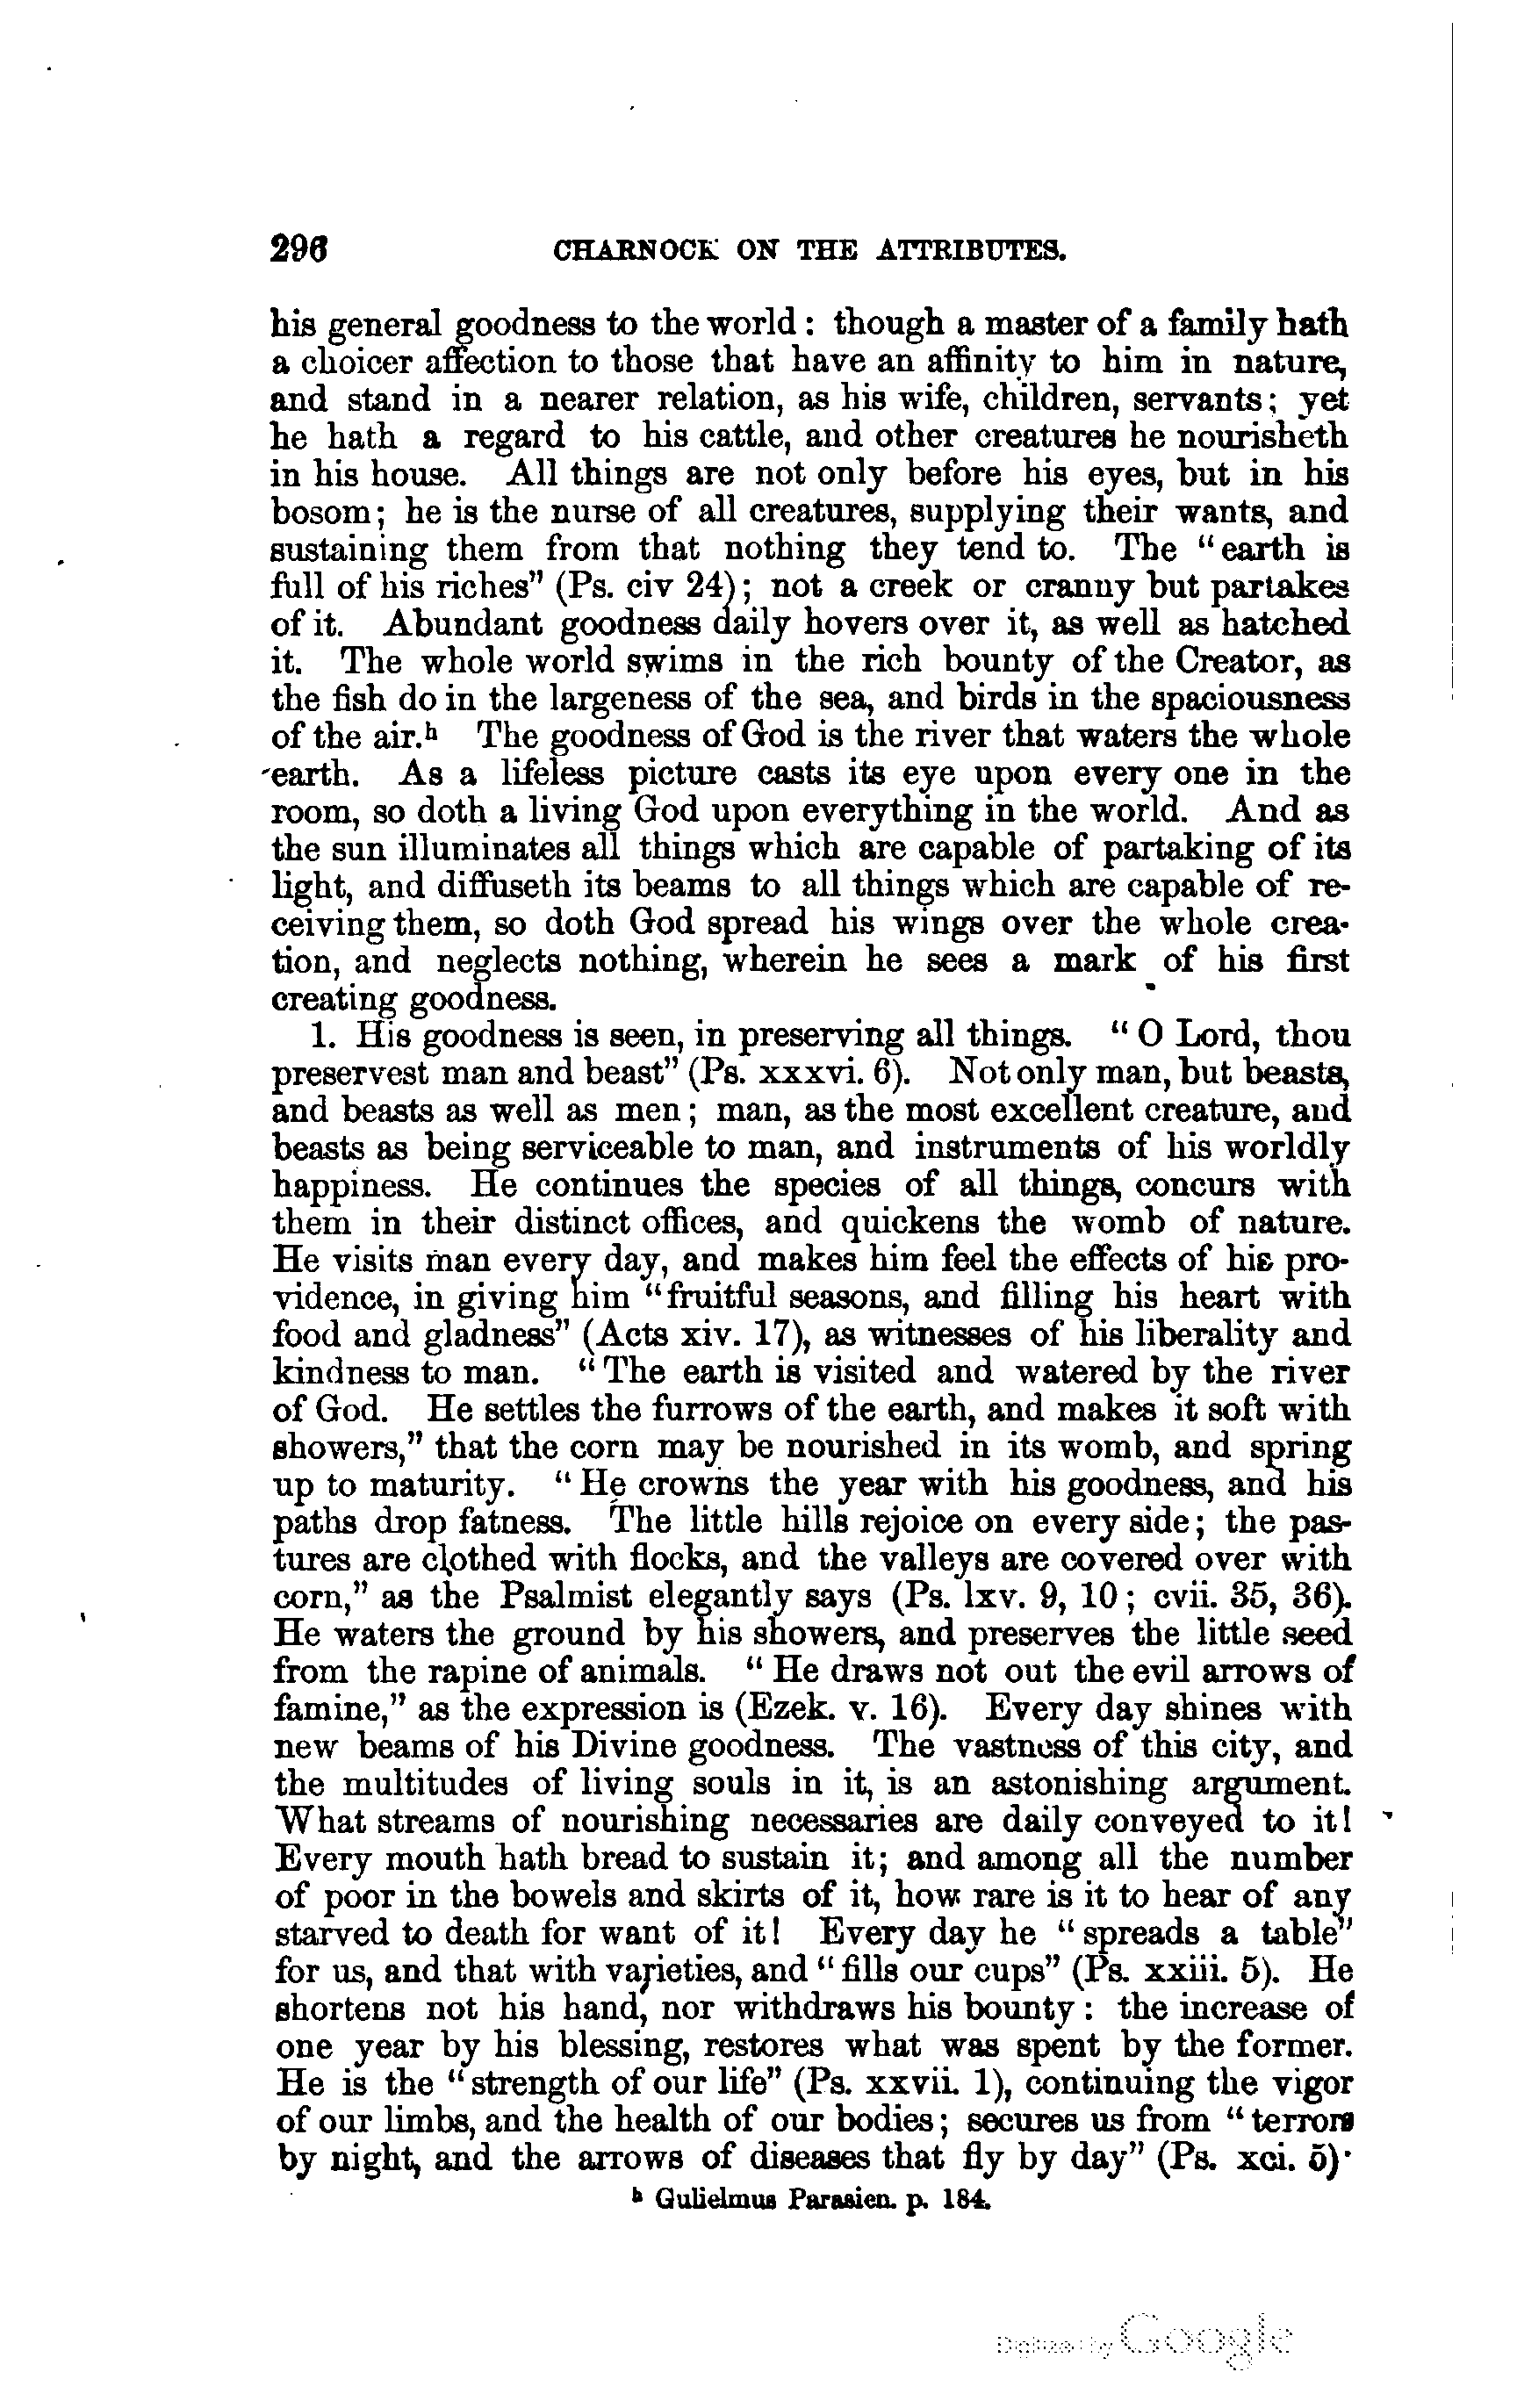 296 CHARNOCK ON THE ATTRIBUTES.
his general goodness to the world : though a master of a family hath
a choicer affection to those that have an affinity to him in nature,
and stand in a nearer relation, as his wife, children, servants; yet
he hath a regard to his cattle, and other creatures he nourisheth
in his house. All things are not only before his eyes, but in his
bosom; he is the nurse of all creatures, supplying their wants, and
sustaining them from that nothing they tend to. The “earth is
full of his riches” (Ps. civ 24); not a creek or cranny but partakes
of it. Abundant goodness daily hovers over it, as well as hatched
it. The whole world swims in the rich bounty of the Creator, as
the fish do in the largeness of the sea, and birds in the spaciousness
of the air.h The goodness of God is the river that waters the whole
earth. As a lifeless picture casts its eye upon every one in the
room, so doth a living God upon everything in the world. And as
the sun illuminates all things which are capable of partaking of its
light, and diffuseth its beams to all things which are capable of re-
ceiving them, so doth God spread his wings over the whole crea-
tion, and neglects nothing, wherein he sees a mark of his first
creating goodness.
1. His goodness is seen, in preserving all things. “O Lord, thou
preservest man and beast” (Ps. xxxvi. 6). Not only man, but beasts,
and beasts as well as men; man, as the most excellent creature, and
beasts as being serviceable to man, and instruments of his worldly
happiness. He continues the species of all things, concurs with
them in their distinct offices, and quickens the womb of nature.
He visits man every day, and makes him feel the effects of his pro-
vidence, in giving him “fruitful seasons, and filling his heart with
food and gladness” (Acts xiv. 17), as witnesses of his liberality and
kindness to man. “The earth is visited and watered by the river
of God. He settles the furrows of the earth, and makes it soft with
showers,” that the corn may be nourished in its womb, and spring
up to maturity. “He crowns the year with his goodness, and his
paths drop fatness. The little hills rejoice on every side; the pas-
tures are clothed with flocks, and the valleys are covered over with
corn,” as the Psalmist elegantly says (Ps. lxv. 9, 10; cvii. 35, 36).
He waters the ground by his showers, and preserves the little seed
from the rapine of animals. “He draws not out the evil arrows of
famine,” as the expression is (Ezek. v. 16). Every day shines with
new beams of his Divine goodness. The vastness of this city, and
the multitudes of living souls in it, is an astonishing argument.
What streams of nourishing necessaries are daily conveyed to it!
Every mouth hath bread to sustain it; and among all the number
of poor in the bowels and skirts of it, how rare is it to hear of any
starved to death for want of it! Every day he “spreads a table”
for us, and that with varieties, and “fills our cups” (Ps. xxiii. 5). He
shortens not his hand, nor withdraws his bounty : the increase of
one year by his blessing, restores what was spent by the former.
He is the “strength of our life” (Ps. xxvii. 1), continuing the vigor
of our limbs, and the health of our bodies; secures us from “terrors
by night, and the arrows of diseases that fly by day” (Ps. xci. 5)·
h Gulielmus Parasien. p. 184.
Digitized by Google